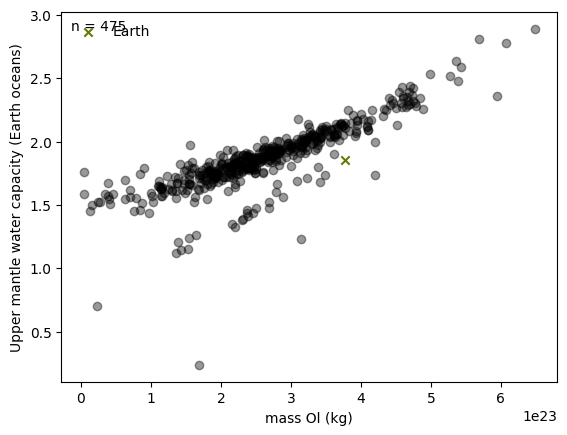 3.0
n = 475
Earth
2.5
2.0
1.5
1.0
0.5
Upper mantle water capacity (Earth oceans)
0 1 2 3 4 5 6
1e23
mass Ol (kg)